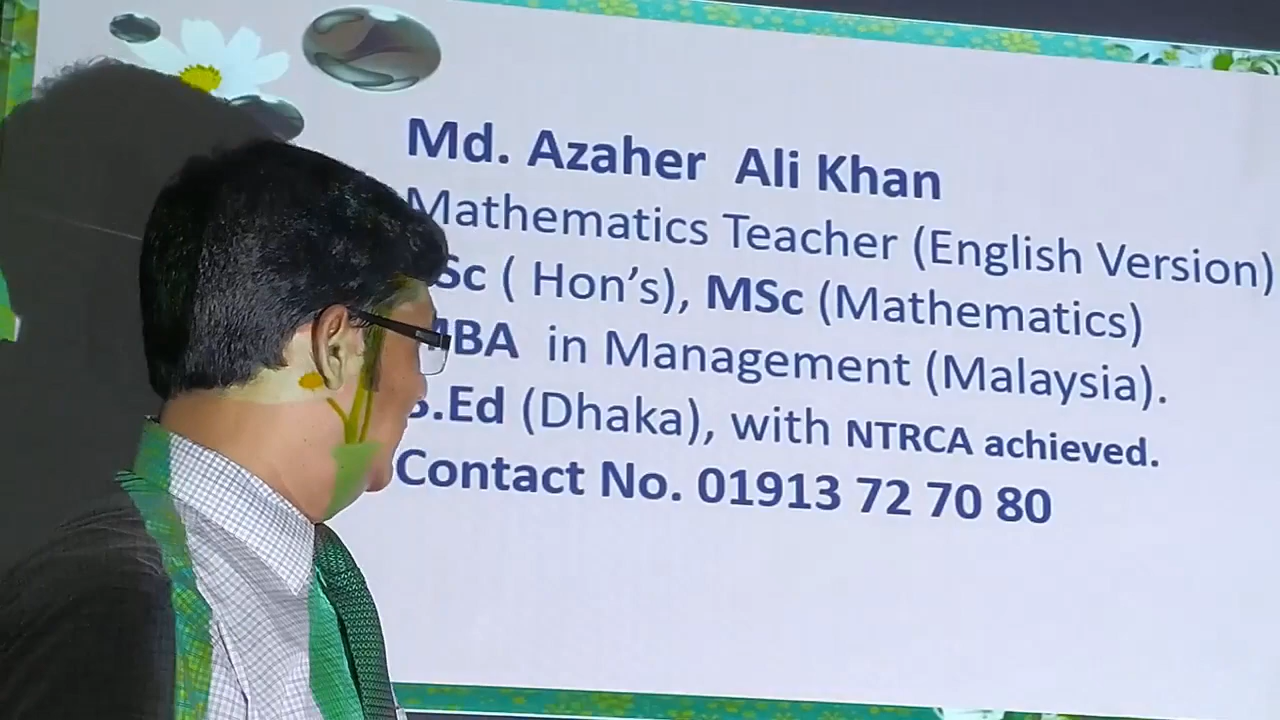 Md. Azaher Ali Khan
Mathematics Teacher (English Version)
Sc ( Hon's), MSc (Mathematics)
MBA in Management (Malaysia).
B.Ed (Dhaka), with NTRCA achieved.
Contact No. 01913 72 70 80